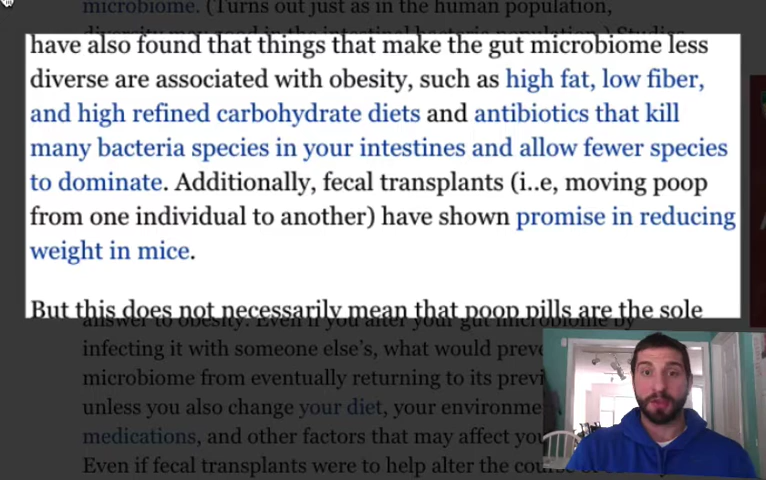 microbiome. (Turns out just as in the human population,
have also found that things that make the gut microbiome less
diverse are associated with obesity, such as high fat, low fiber,
and high refined carbohydrate diets and antibiotics that kill
many bacteria species in your intestines and allow fewer species
to dominate. Additionally, fecal transplants (i..e, moving poop
from one individual to another) have shown promise in reducing
weight in mice.
But this does not necessarily mean that poop pills are the sole
answer to obesity. Even if you alter your gut microbiome by
infecting it with someone else's, what would
microbiome from eventually returning to its
unless you also change your diet, your
medications, and other factors that may affect
Even if fecal transplants were to help alter the